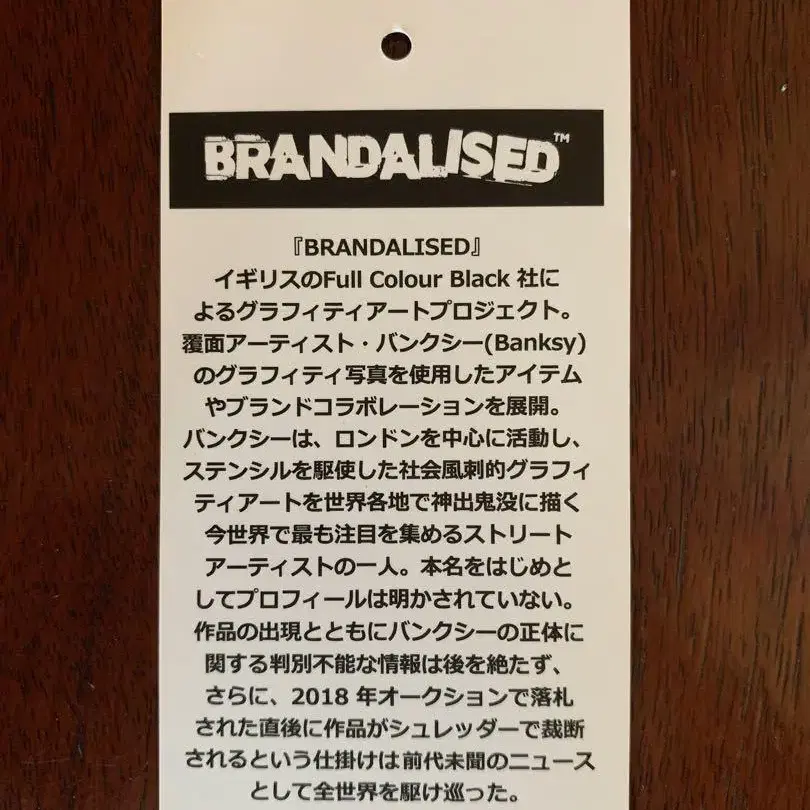 BRANDALISED™
『BRANDALISED』
イギリスのFull Colour Black 社に
よるグラフィティアートプロジェクト。
覆面アーティスト・バンクシー(Banksy)
のグラフィティ写真を使用したアイテム
やブランドコラボレーションを展開。
バンクシーは、ロンドンを中心に活動し、
ステンシルを駆使した社会風刺的グラフィ
ティアートを世界各地で神出鬼没に描く
今世界で最も注目を集めるストリート
アーティストの一人。本名をはじめと
してプロフィールは明かされていない。
作品の出現とともにバンクシーの正体に
関する判別不能な情報は後を絶たず、
さらに、2018 年オークションで落札
された直後に作品がシュレッダーで裁断
されるという仕掛けは前代未聞のニュース
として全世界を駆け巡った。